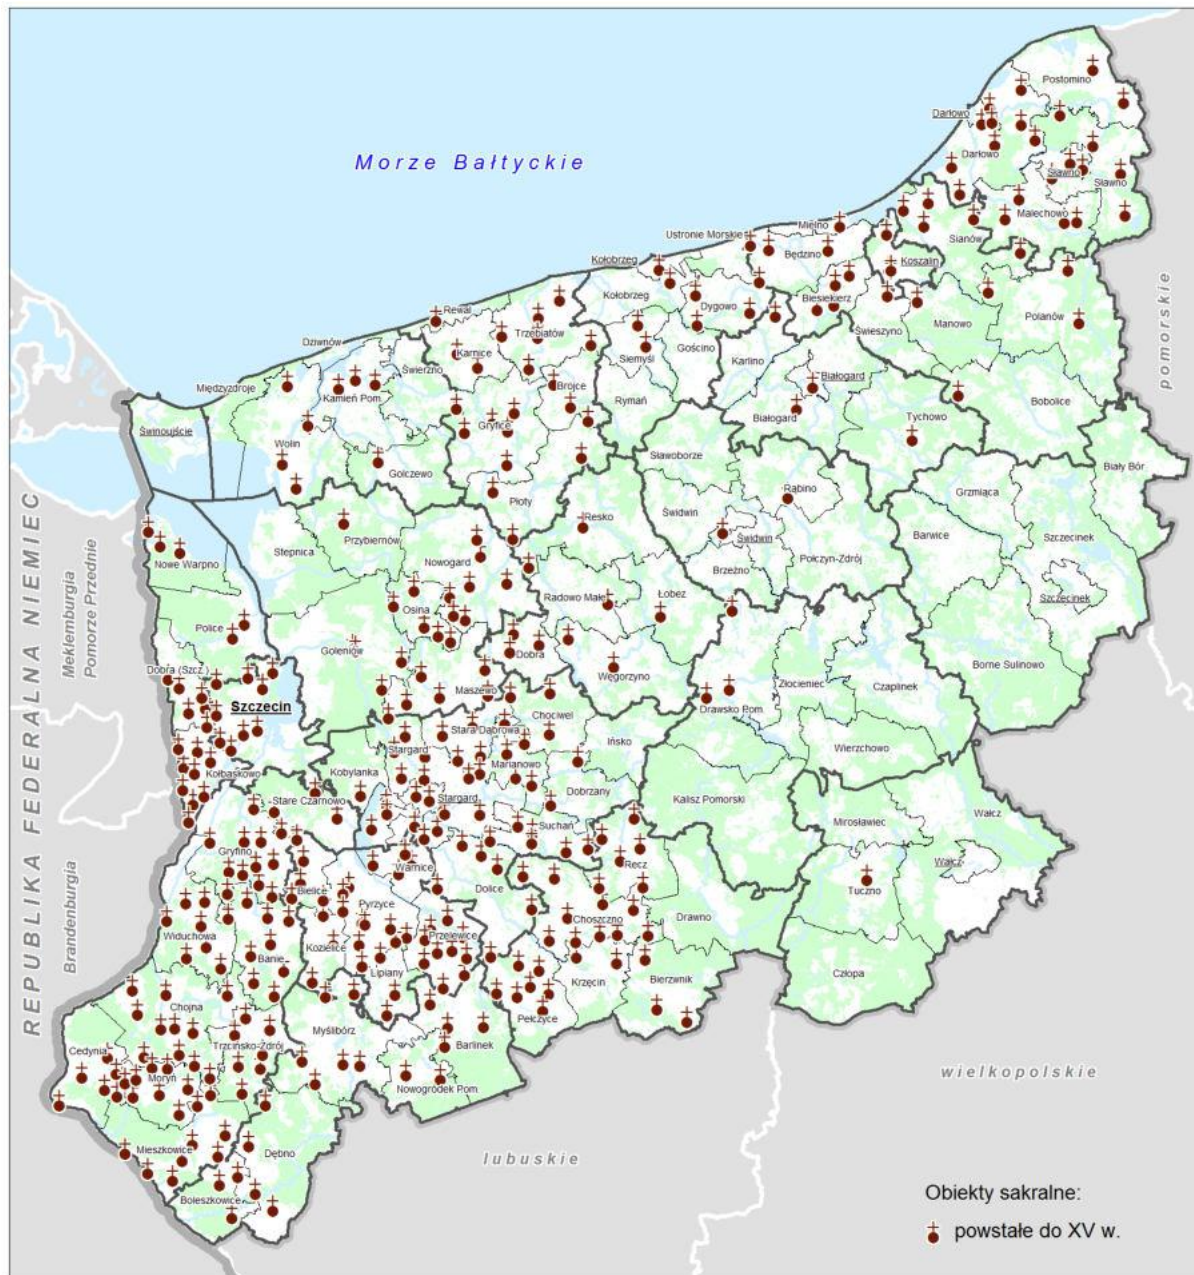 Morze Bałtyckie
Postomino
Darłowo
Darłowo
Sławno
Sławno
Malechowo
Mielno
Ustronie Morskie
Sianów
Będzino
Koszalin
Kołobrzeg
Kołobrzeg
Dygowo
Biesiekierz
Polanów
Manowo
Świeszyno
Rewal
Trzebiatów
Gościno
Siemyśl
Karlino
Dziwnów
Karnice
Świerzno
Białogard
Międzyzdroje
Kamień Pom.
Brojce
Rymań
Bobolice
Białogard
Tychowo
Gryfice
Świnoujście
Wolin
Sławoborze
Biały Bór
Gołczewo
Rąbino
Grzmiąca
Płoty
Świdwin
Resko
Barwice
Szczecinek
Stepnica
Przybiernów
Świdwin
Nowogard
Połczyn-Zdrój
Nowe Warpno
Brzeżno
Radowo Małe
Szczecinek
Osina
Łobez
Police
Goleniów
Dobra
Borne Sulinowo
Dobra (Szcz.)
Węgorzyno
Złocieniec
Maszewo
Czaplinek
Szczecin
Drawsko Pom.
Chociwel
Stara Dąbrowa
Ińsko
Stargard
Wierzchowo
Marianowo
Kołbaskowo
Kobylanka
Dobrzany
Stare Czarnowo
Stargard
Kalisz Pomorski
Wałcz
Mirosławiec
Suchań
Gryfino
Recz
Wałcz
Warnice
Dolice
Bielice
Tuczno
Pyrzyce
Choszczno
Drawno
Widuchowa
Przelewice
Kozielice
Banie
Lipiany
Krzęcin
Bierzwnik
Człopa
Chojna
Pełczyce
Myślibórz
Trzcińsko-Zdrój
Barlinek
Cedynia
Moryń
Nowogródek Pom.
Mieszkowice
Dębno
Boleszkowice
REPUBLIKA FEDERALNA NIEMIEC
Meklemburgia
Pomorze Przednie
Brandenburgia
pomorskie
wielkopolskie
lubuskie
Obiekty sakralne:
powstałe do XV w.